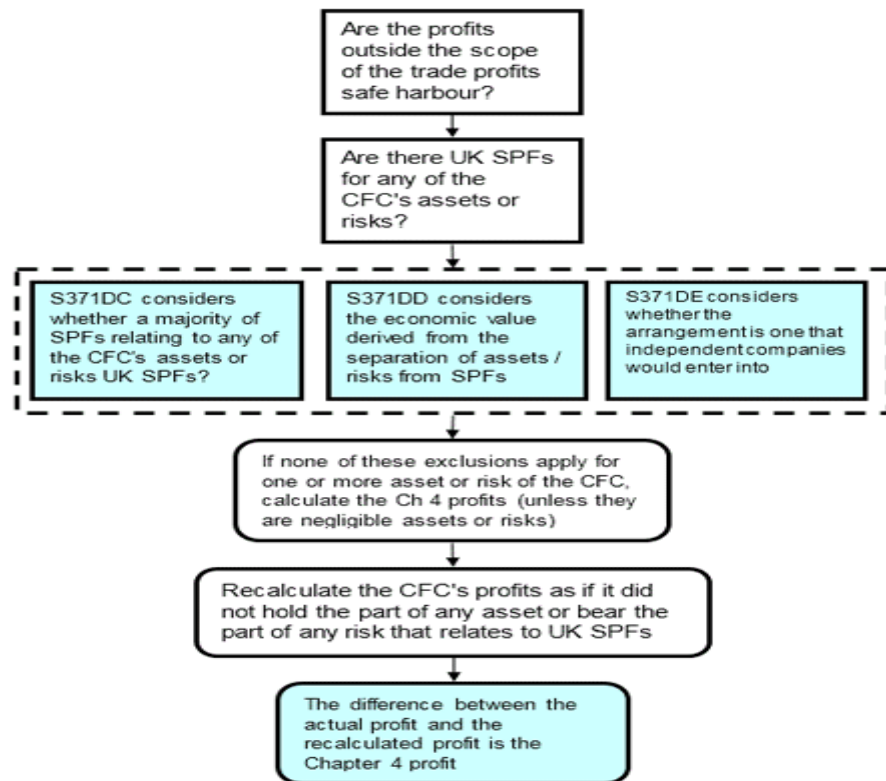 Are the profits
outside the scope
of the trade profits
safe harbour?
Are there UK SPFs
for any of the
CFC's assets or
risks?
S371DC considers
whether a majority of
SPFs relating to any of
the CFC's assets or
risks UK SPFs?
S371DD considers
the economic value
derived from the
separation of assets /
risks from SPFs
S371DE considers
whether the
arrangement is one that
independent companies
would enter into
If none of these exclusions apply for
one or more asset or risk of the CFC,
calculate the Ch 4 profits (unless they
are negligible assets or risks)
Recalculate the CFC's profits as if it did
not hold the part of any asset or bear the
part of any risk that relates to UK SPFs
The difference between the
actual profit and the
recalculated profit is the
Chapter 4 profit